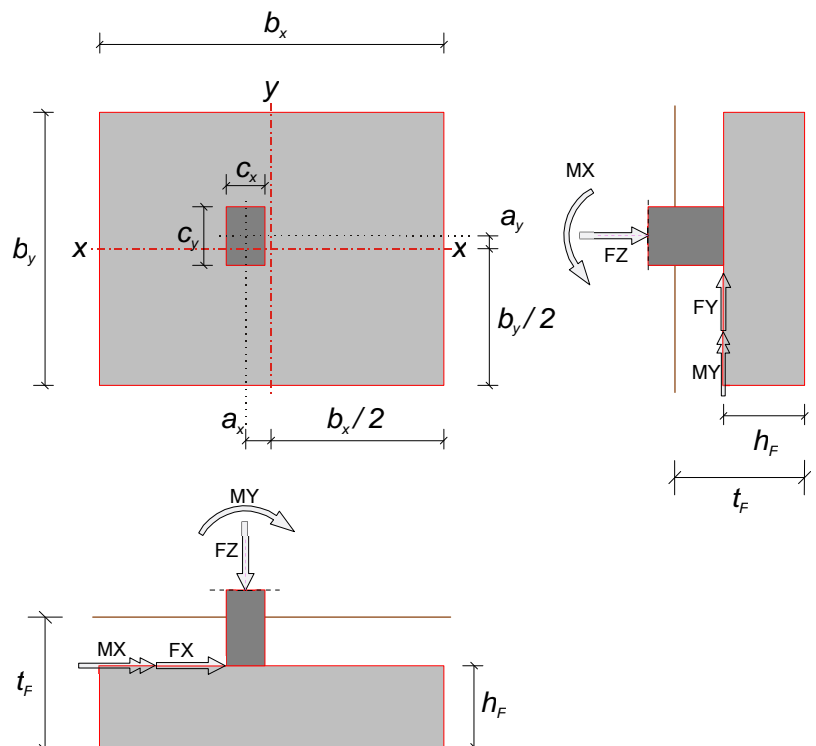 b_x
y
c_x
MX
a_y
c_y
b_y
x
x
FZ
b_y / 2
FY
MY
a_x
b_x / 2
h_F
t_F
MY
FZ
MX
FX
t_F
h_F